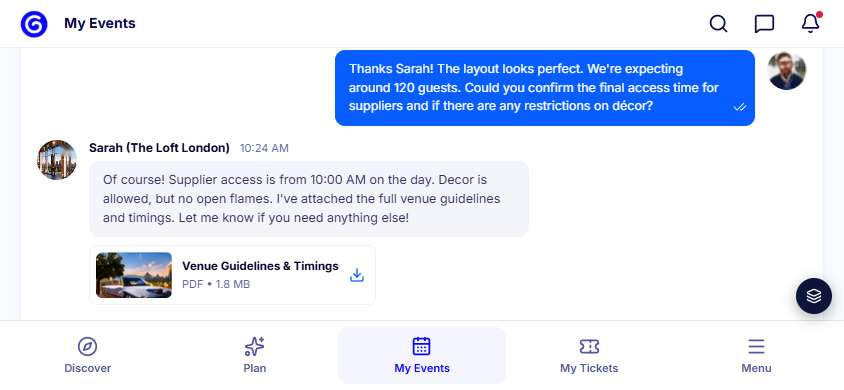 My Events
Thanks Sarah! The layout looks perfect. We're expecting
around 120 guests. Could you confirm the final access time for
suppliers and if there are any restrictions on décor?
Sarah (The Loft London) 10:24 AM
Of course! Supplier access is from 10:00 AM on the day. Decor is
allowed, but no open flames. I've attached the full venue guidelines
and timings. Let me know if you need anything else!
Venue Guidelines & Timings
PDF • 1.8 MB
Discover
Plan
My Events
My Tickets
Menu